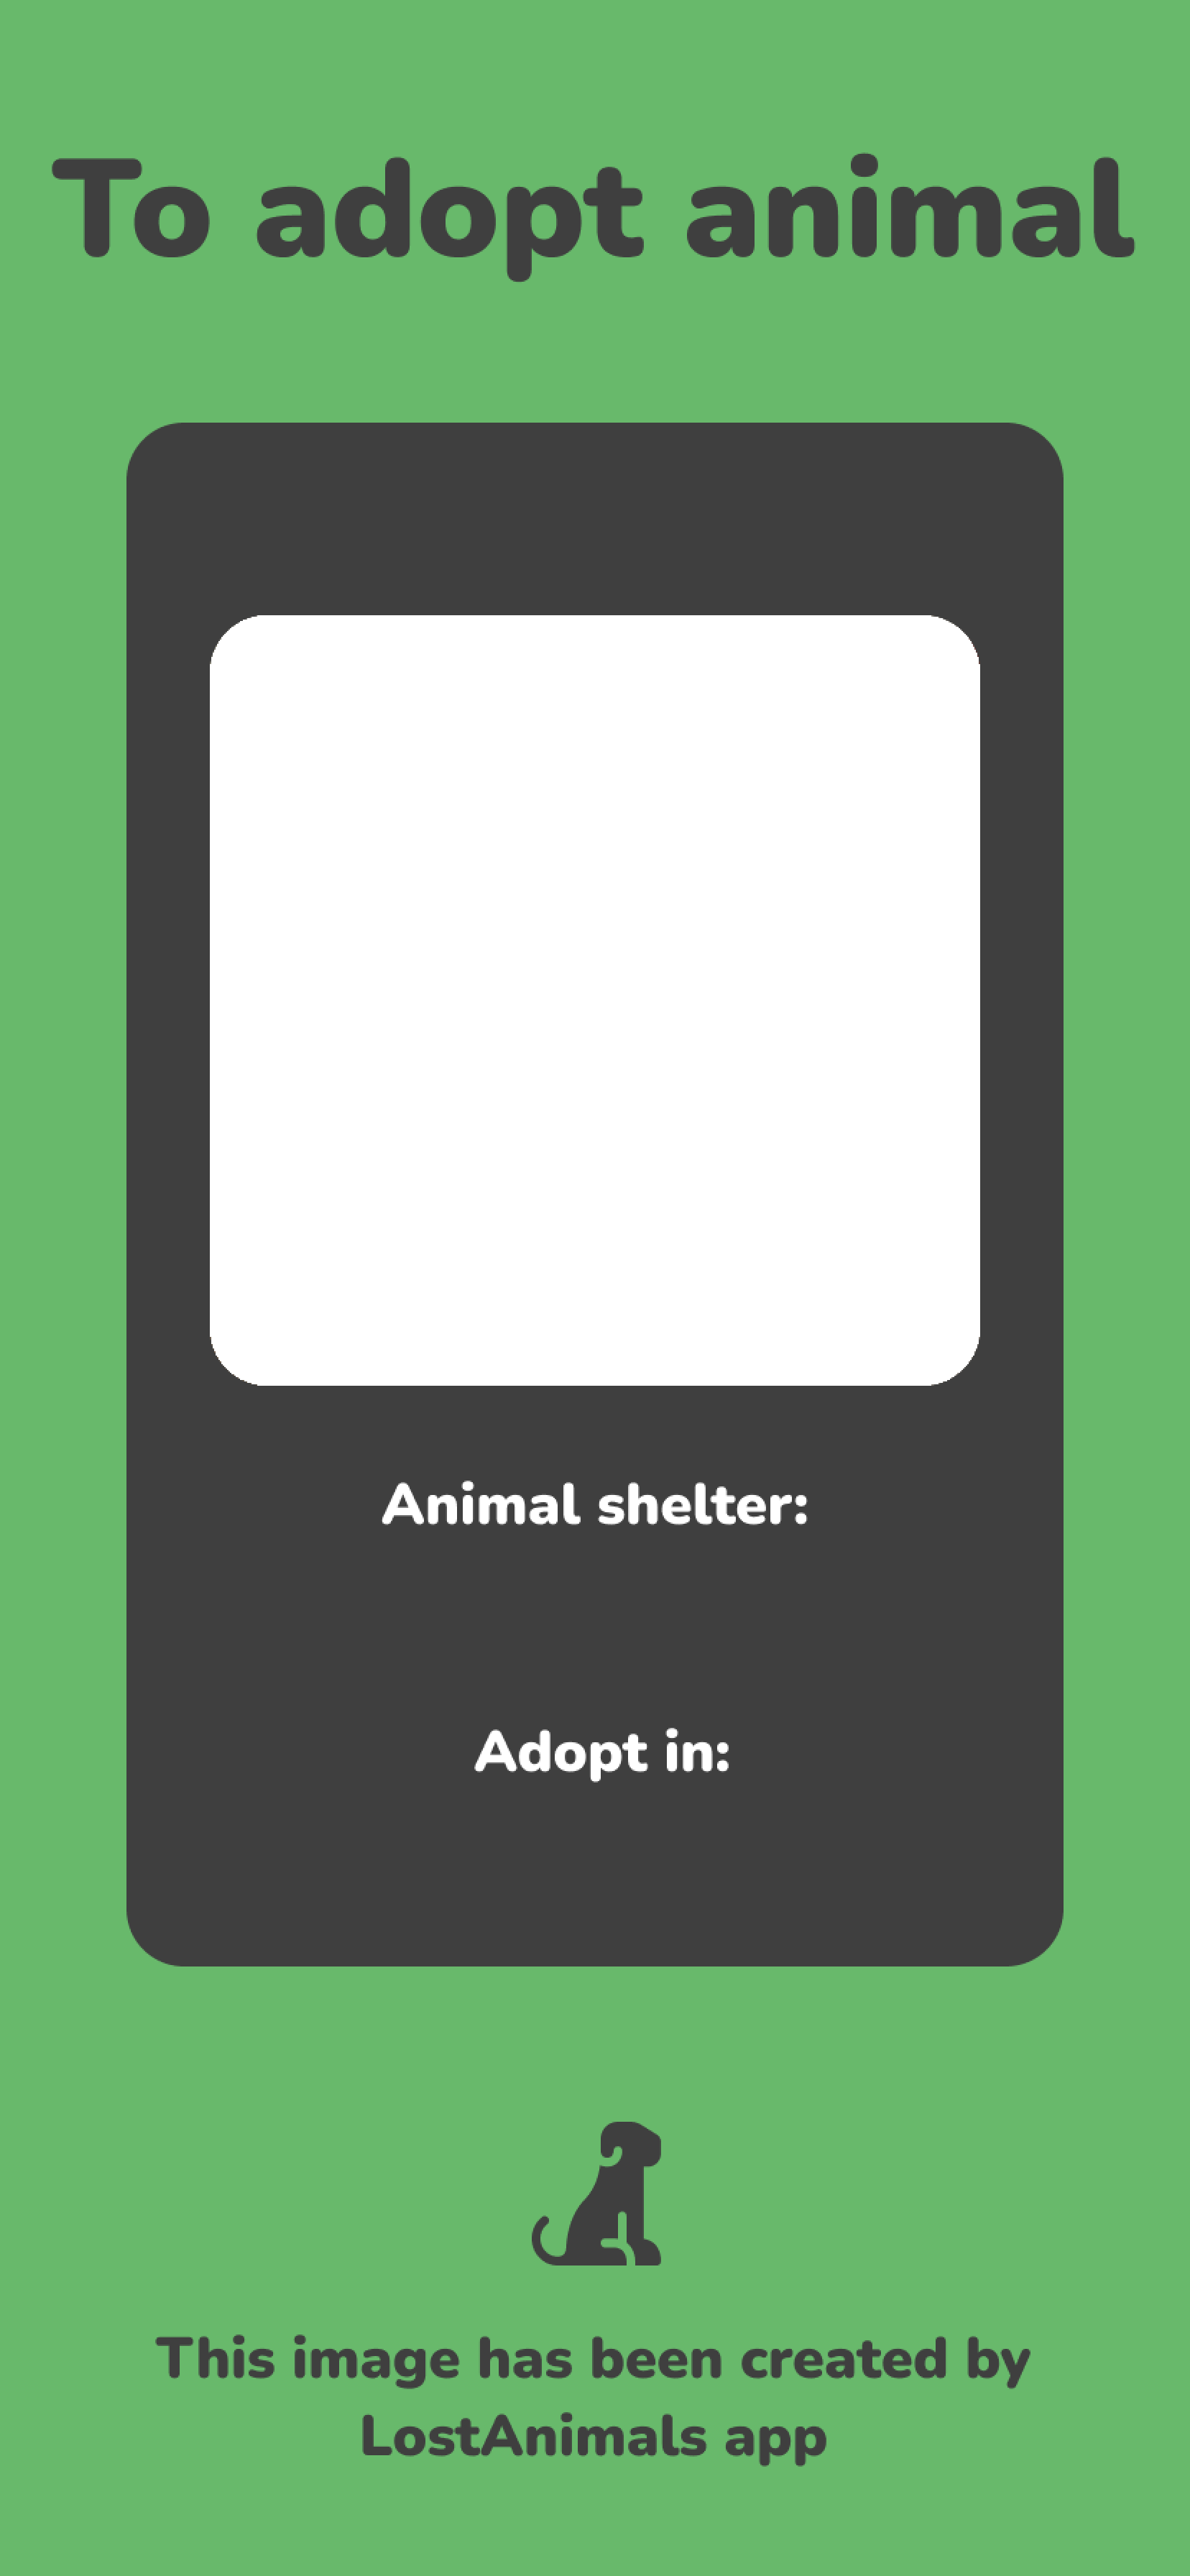 To adopt animal
Animal shelter:
Adopt in:
This image has been created by
LostAnimals app